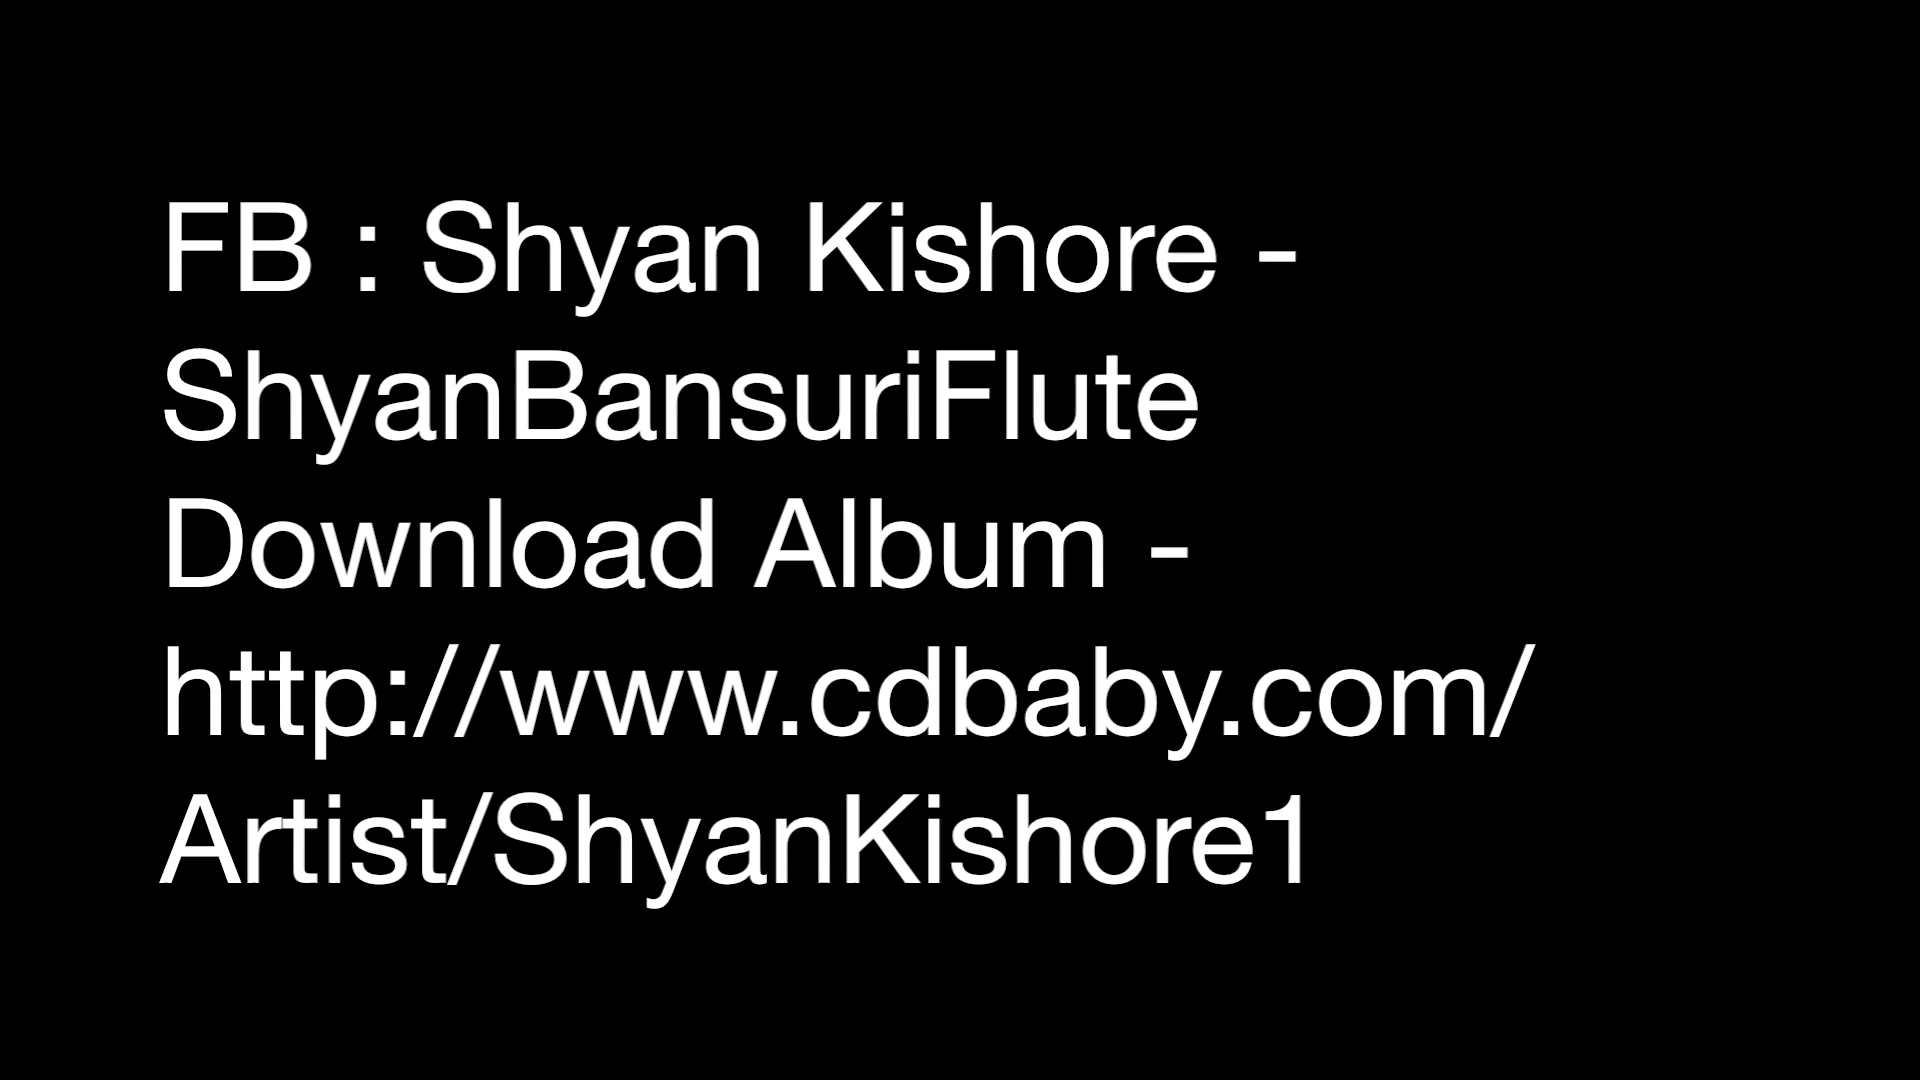 FB : Shyan Kishore -
ShyanBansuriFlute
Download Album -
http://www.cdbaby.com/
Artist/ShyanKishore1